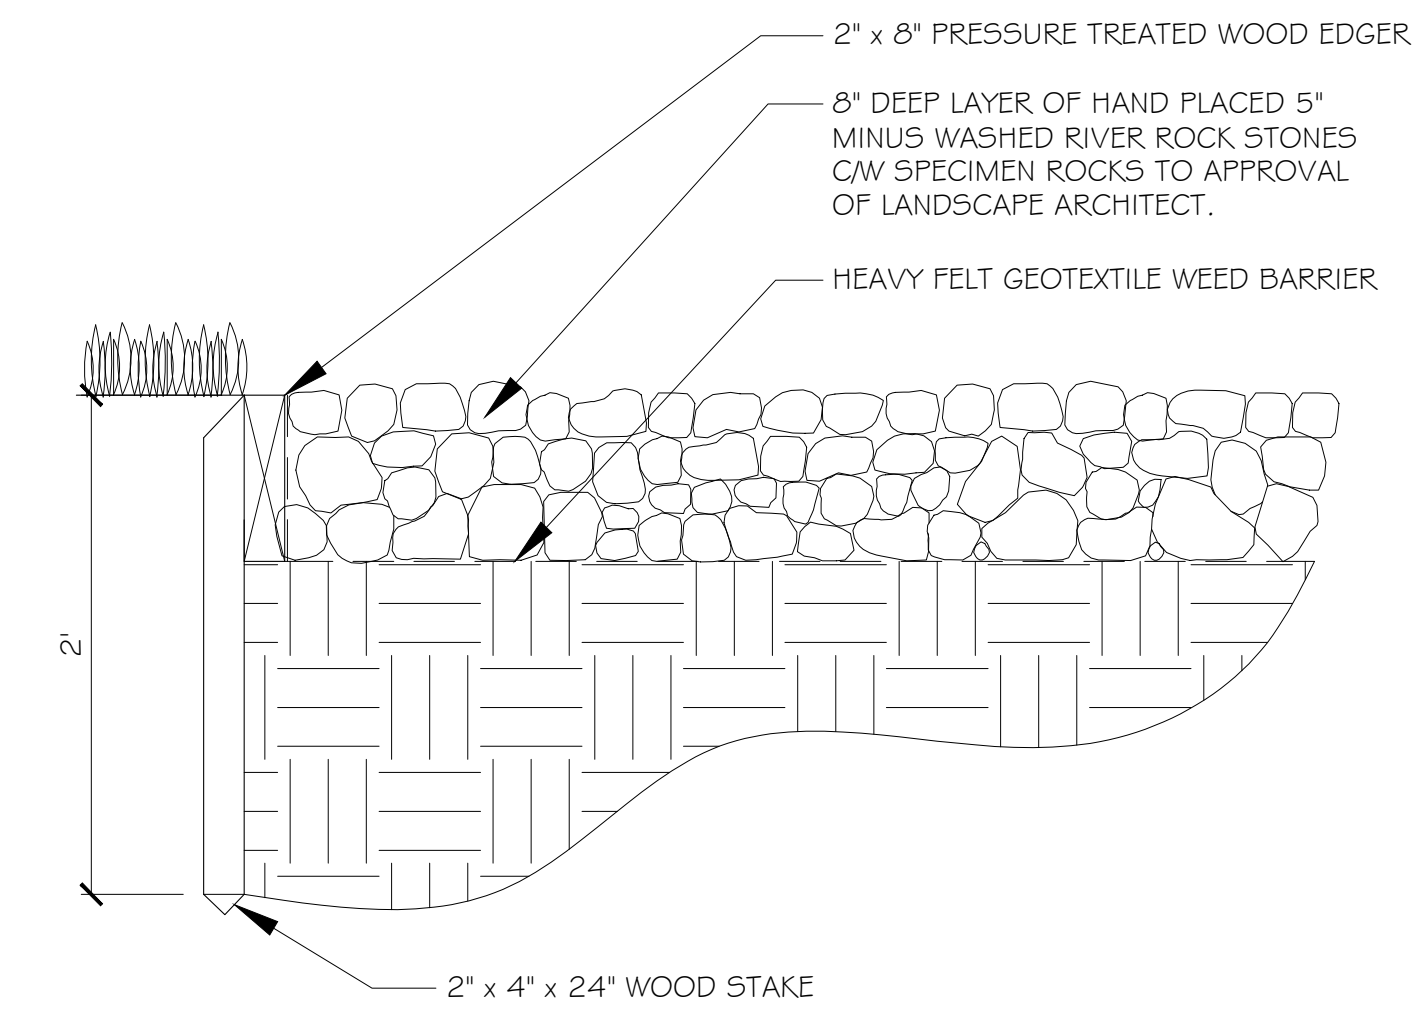 2" x 8" PRESSURE TREATED WOOD EDGER
8" DEEP LAYER OF HAND PLACED 5"
MINUS WASHED RIVER ROCK STONES
C/W SPECIMEN ROCKS TO APPROVAL
OF LANDSCAPE ARCHITECT.
HEAVY FELT GEOTEXTILE WEED BARRIER
2'
2" x 4" x 24" WOOD STAKE